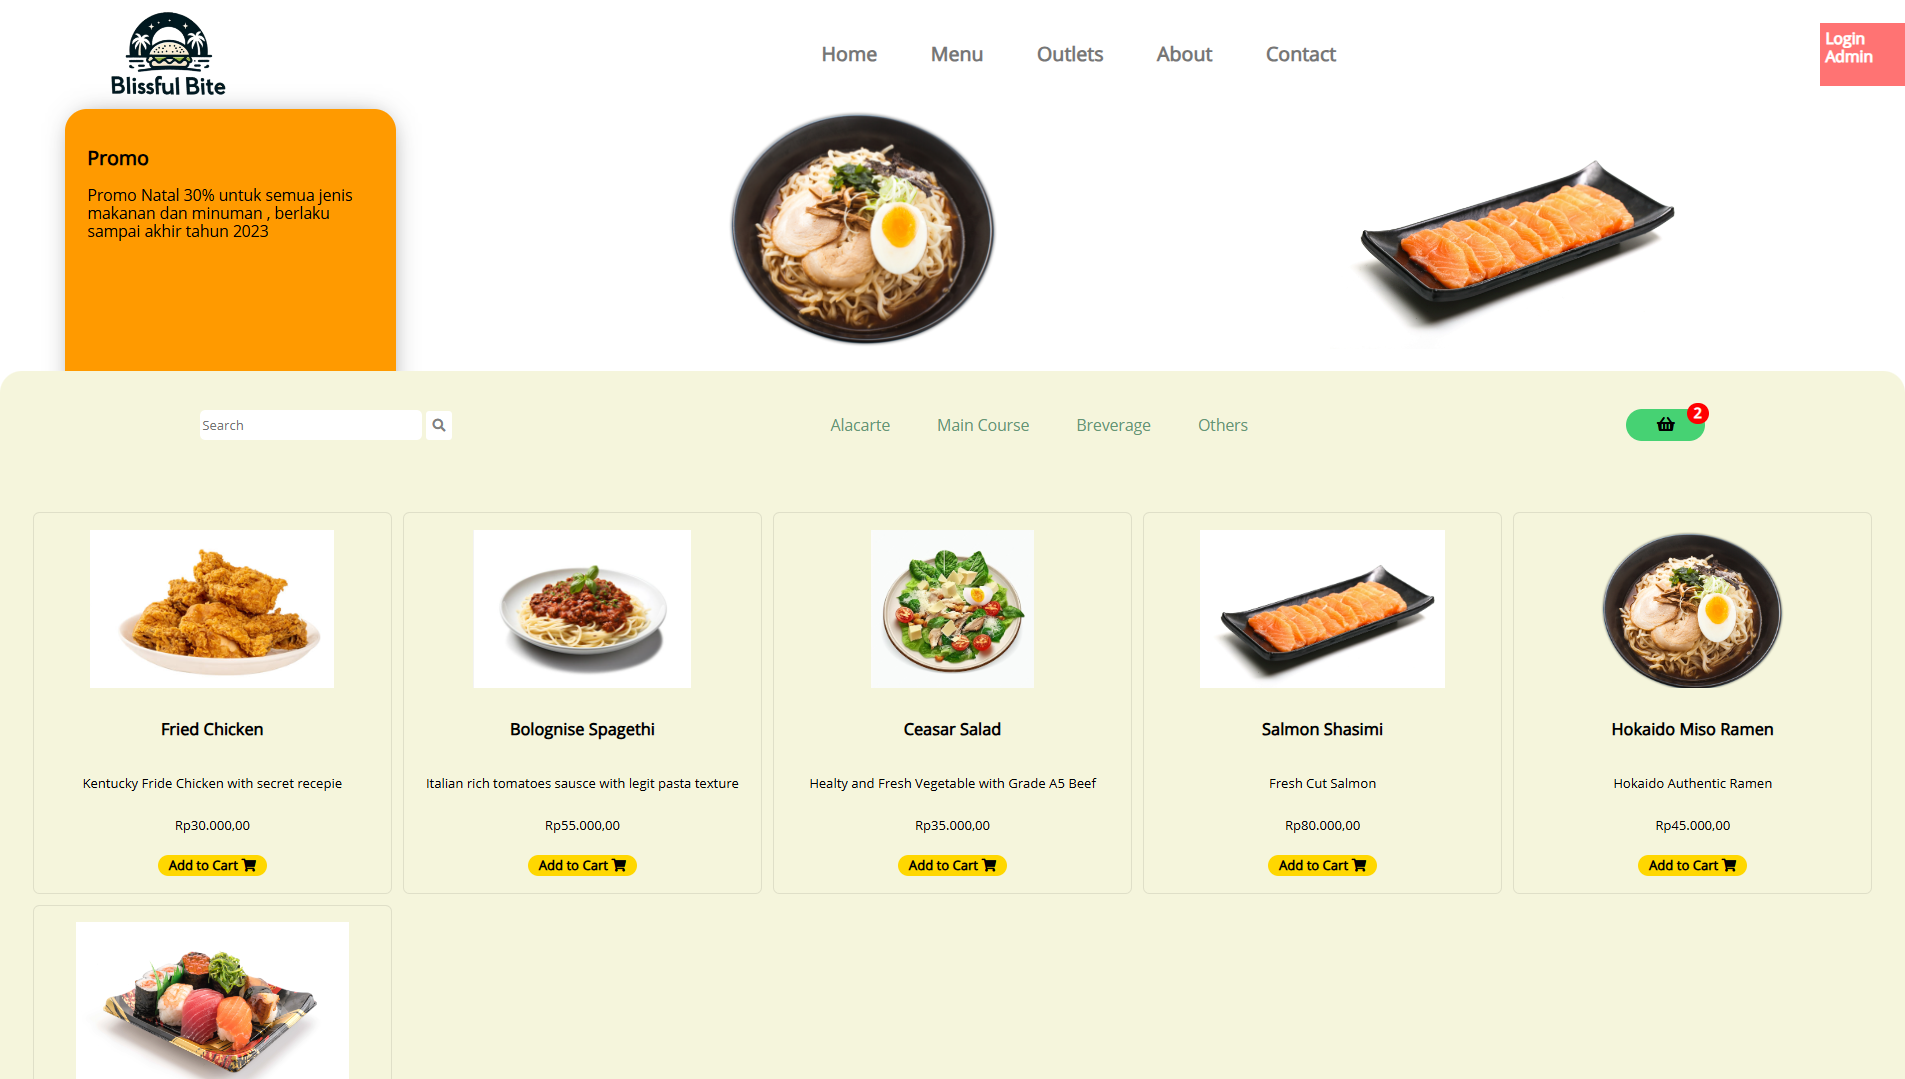 Blissful Bite
Home
Menu
Outlets
About
Contact
Login
Admin
Promo
Promo Natal 30% untuk semua jenis
makanan dan minuman , berlaku
sampai akhir tahun 2023
Search
Alacarte
Main Course
Breverage
Others
2
Fried Chicken
Kentucky Fride Chicken with secret recepie
Rp30.000,00
Add to Cart
Bolognise Spagethi
Italian rich tomatoes sausce with legit pasta texture
Rp55.000,00
Add to Cart
Ceasar Salad
Healty and Fresh Vegetable with Grade A5 Beef
Rp35.000,00
Add to Cart
Salmon Shasimi
Fresh Cut Salmon
Rp80.000,00
Add to Cart
Hokaido Miso Ramen
Hokaido Authentic Ramen
Rp45.000,00
Add to Cart